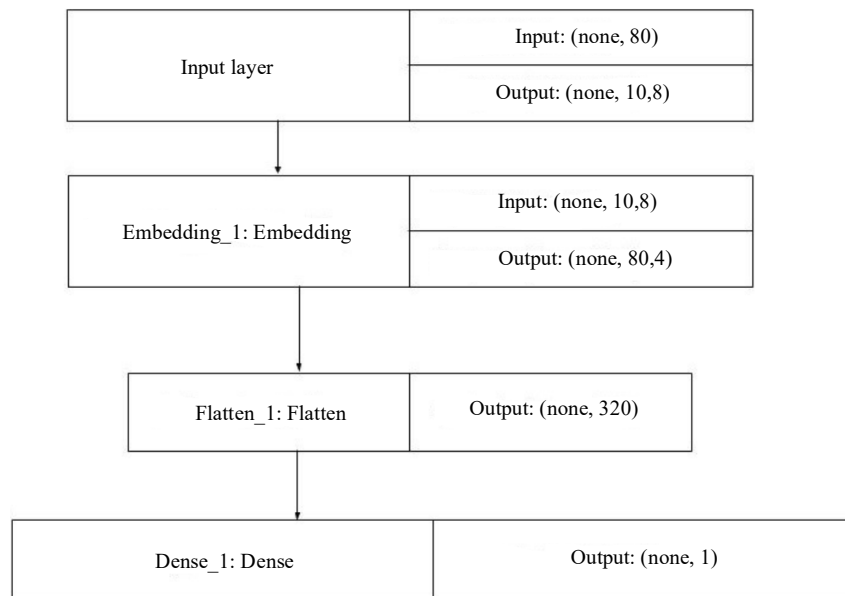 Input layer
Input: (none, 80)
Output: (none, 10,8)
Embedding_1: Embedding
Input: (none, 10,8)
Output: (none, 80,4)
Flatten_1: Flatten
Output: (none, 320)
Dense_1: Dense
Output: (none, 1)